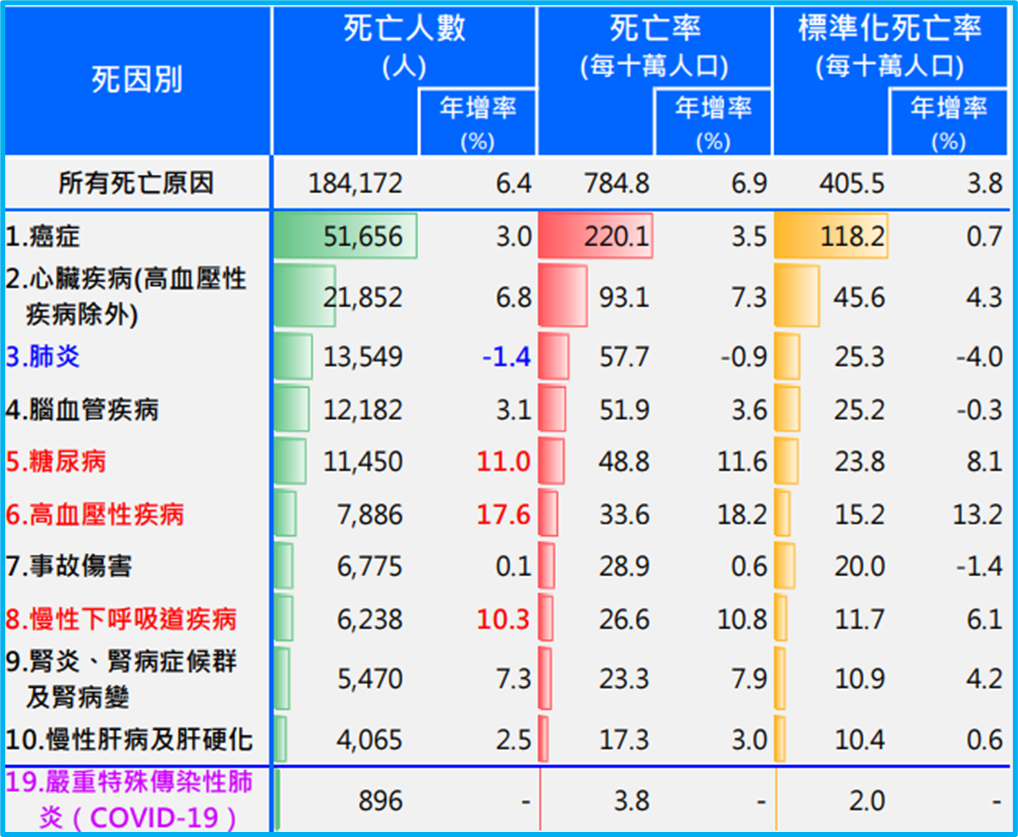 死因別 死亡人數 死亡率 標準化死亡率
(人) (每十萬人口) (每十萬人口)
年增率 年增率 年增率
(%) (%) (%)
所有死亡原因 184,172 6.4 784.8 6.9 405.5 3.8
1.癌症 51,656 3.0 220.1 3.5 118.2 0.7
2.心臟疾病(高血壓性
疾病除外) 21,852 6.8 93.1 7.3 45.6 4.3
3.肺炎 13,549 -1.4 57.7 -0.9 25.3 -4.0
4.腦血管疾病 12,182 3.1 51.9 3.6 25.2 -0.3
5.糖尿病 11,450 11.0 48.8 11.6 23.8 8.1
6.高血壓性疾病 7,886 17.6 33.6 18.2 15.2 13.2
7.事故傷害 6,775 0.1 28.9 0.6 20.0 -1.4
8.慢性下呼吸道疾病 6,238 10.3 26.6 10.8 11.7 6.1
9.腎炎、腎病症候群
及腎病變 5,470 7.3 23.3 7.9 10.9 4.2
10.慢性肝病及肝硬化 4,065 2.5 17.3 3.0 10.4 0.6
19.嚴重特殊傳染性肺
炎（COVID-19） 896 - 3.8 - 2.0 -